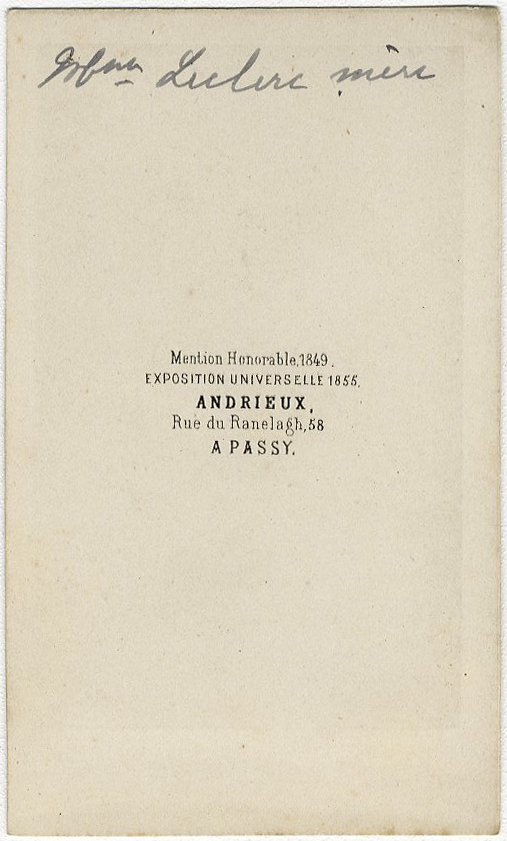 Mme Leclerc mère
Mention Honorable, 1849.
EXPOSITION UNIVERSELLE 1855.
ANDRIEUX,
Rue du Ranelagh, 58
A PASSY.